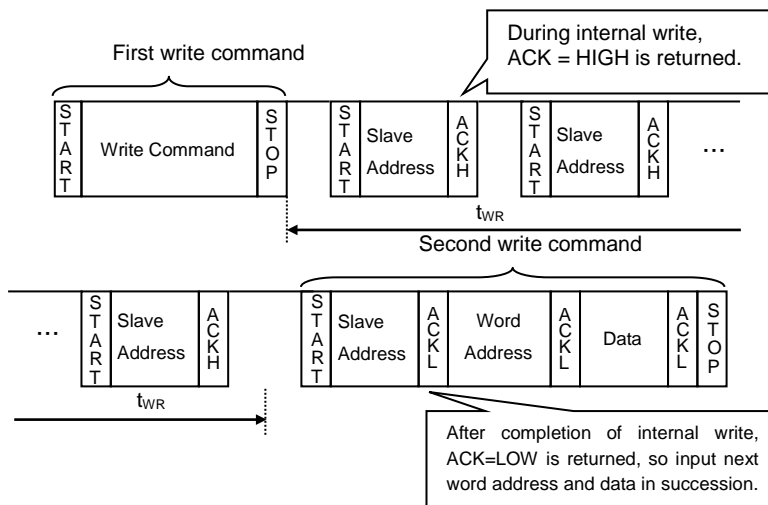 First write command
During internal write,
ACK = HIGH is returned.
START
Write Command
STOP
START
Slave
Address
ACKH
START
Slave
Address
ACKH
...
tWR
Second write command
...
START
Slave
Address
ACKH
START
Slave
Address
ACKL
Word
Address
ACKL
Data
ACKL
STOP
tWR
After completion of internal write,
ACK=LOW is returned, so input next
word address and data in succession.